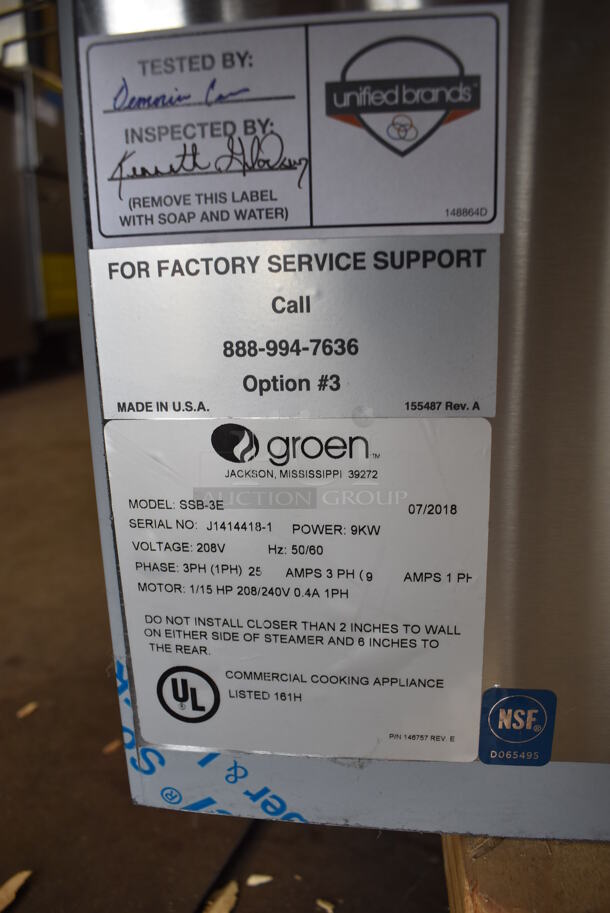 TESTED BY:
INSPECTED BY:
Kenneth
(REMOVE THIS LABEL
WITH SOAP AND WATER)
unified brands
148864D
FOR FACTORY SERVICE SUPPORT
Call
888-994-7636
Option #3
MADE IN U.S.A.
155487 Rev. A
groen™
JACKSON, MISSISSIPPI 39272
AUCTION GROUP
MODEL: SSB-3E
07/2018
SERIAL NO: J1414418-1 POWER: 9KW
VOLTAGE: 208V Hz: 50/60
PHASE: 3PH (1PH) 25 AMPS 3 PH (9 AMPS 1 PH
MOTOR: 1/15 HP 208/240V 0.4A 1PH
DO NOT INSTALL CLOSER THAN 2 INCHES TO WALL
ON EITHER SIDE OF STEAMER AND 6 INCHES TO
THE REAR.
UL®
COMMERCIAL COOKING APPLIANCE
LISTED 161H
P/N 146757 REV. E
NSF®
D065495